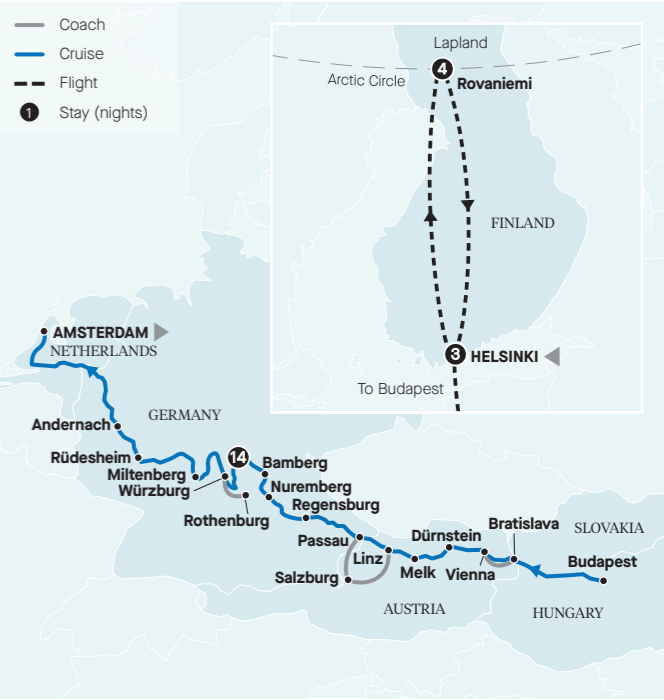 Coach
Cruise
Flight
1 Stay (nights)
Lapland
Arctic Circle
4
Rovaniemi
FINLAND
3 HELSINKI
To Budapest
AMSTERDAM
NETHERLANDS
GERMANY
Andernach
Rüdesheim
Miltenberg
Würzburg
14
Bamberg
Nuremberg
Rothenburg
Regensburg
Passau
Linz
Salzburg
Dürnstein
Melk
Vienna
Bratislava
SLOVAKIA
Budapest
AUSTRIA
HUNGARY